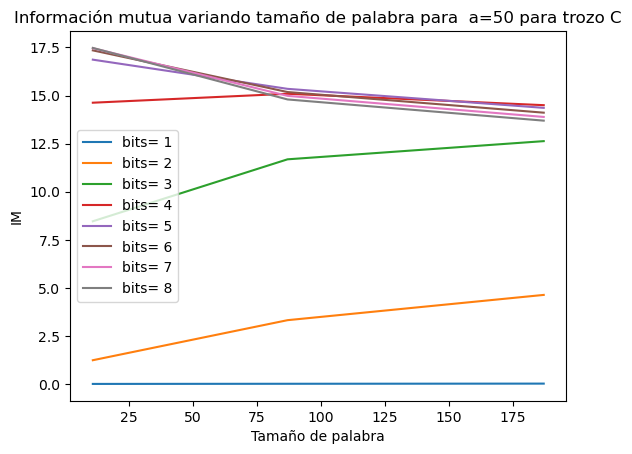 Información mutua variando tamaño de palabra para  a=50 para trozo C
17.5
15.0
12.5
10.0
7.5
5.0
2.5
0.0
IM
bits= 1
bits= 2
bits= 3
bits= 4
bits= 5
bits= 6
bits= 7
bits= 8
25 50 75 100 125 150 175
Tamaño de palabra